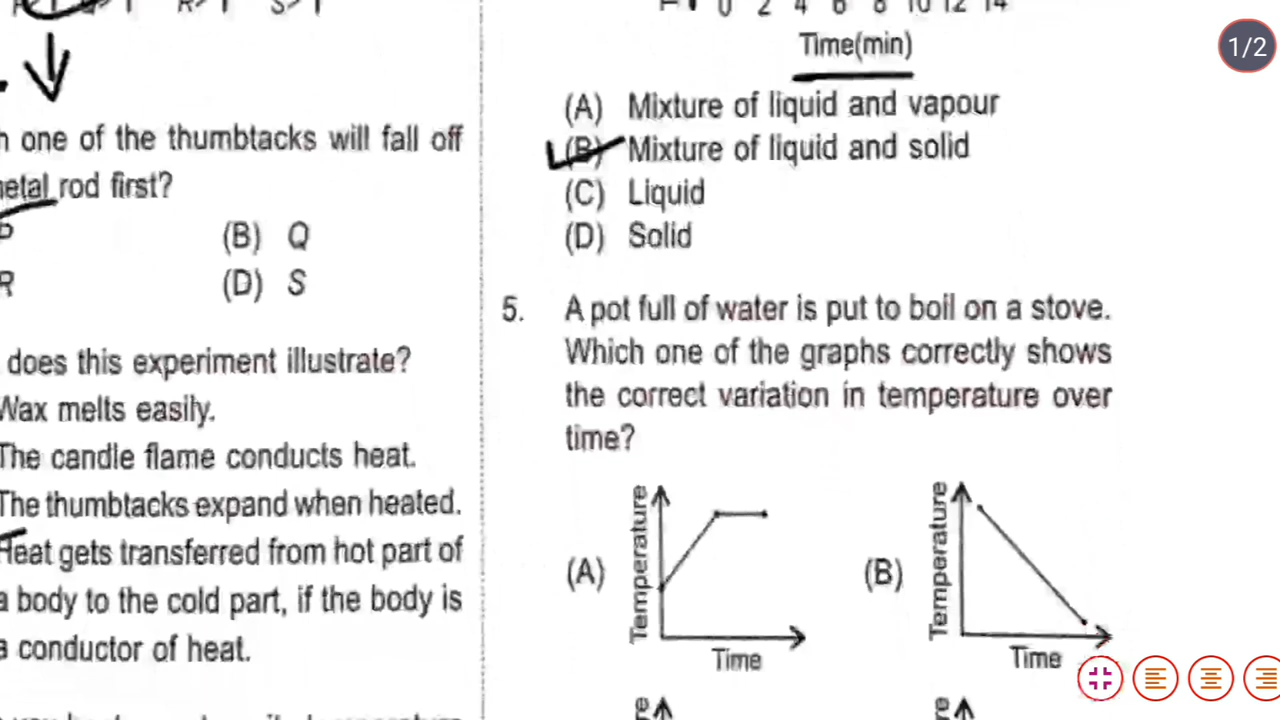 1/2
n one of the thumbtacks will fall off
etal rod first?
P
(B) Q
R
(D) S
does this experiment illustrate?
Wax melts easily.
The candle flame conducts heat.
The thumbtacks expand when heated.
Heat gets transferred from hot part of
a body to the cold part, if the body is
a conductor of heat.
0 2 4 6 8 10 12 14
Time(min)
(A) Mixture of liquid and vapour
(B) Mixture of liquid and solid
(C) Liquid
(D) Solid
5. A pot full of water is put to boil on a stove.
Which one of the graphs correctly shows
the correct variation in temperature over
time?
(A)
Temperature
Time
(B)
Temperature
Time
re
re